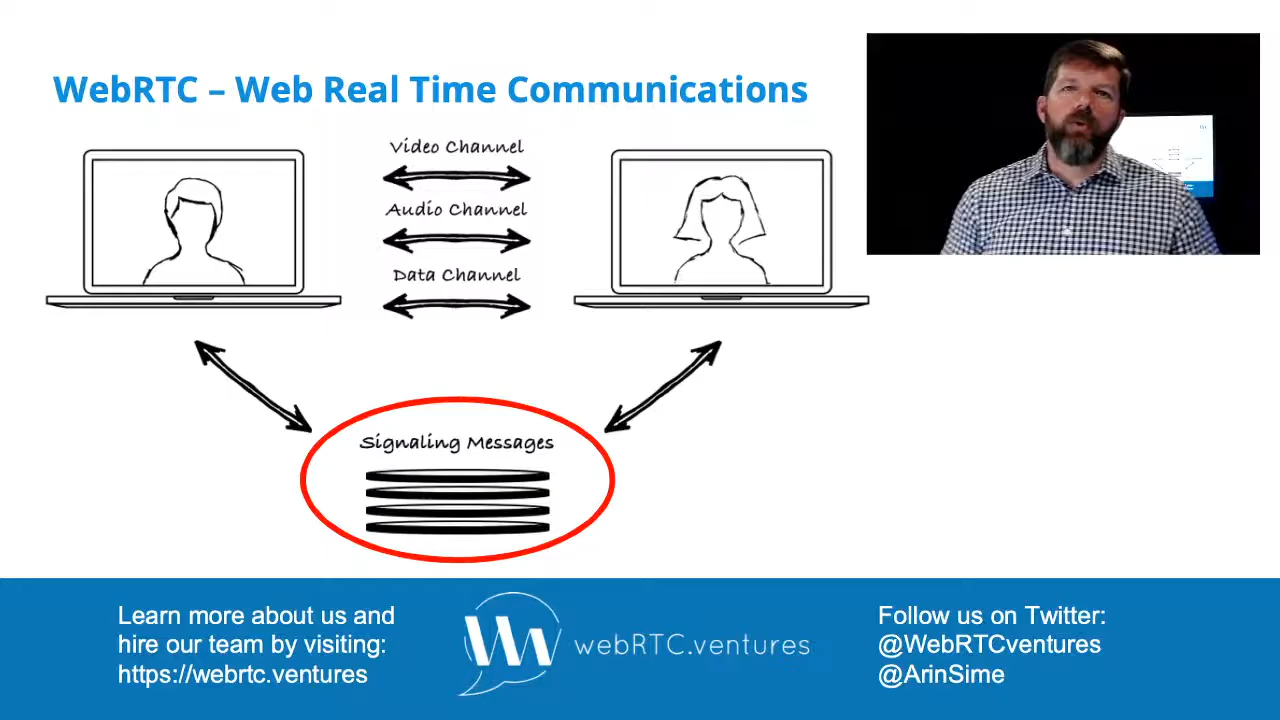 WebRTC – Web Real Time Communications
Video Channel
Audio Channel
Data Channel
Signaling Messages
Learn more about us and
hire our team by visiting:
https://webrtc.ventures
webRTC.ventures
Follow us on Twitter:
@WebRTCventures
@ArinSime